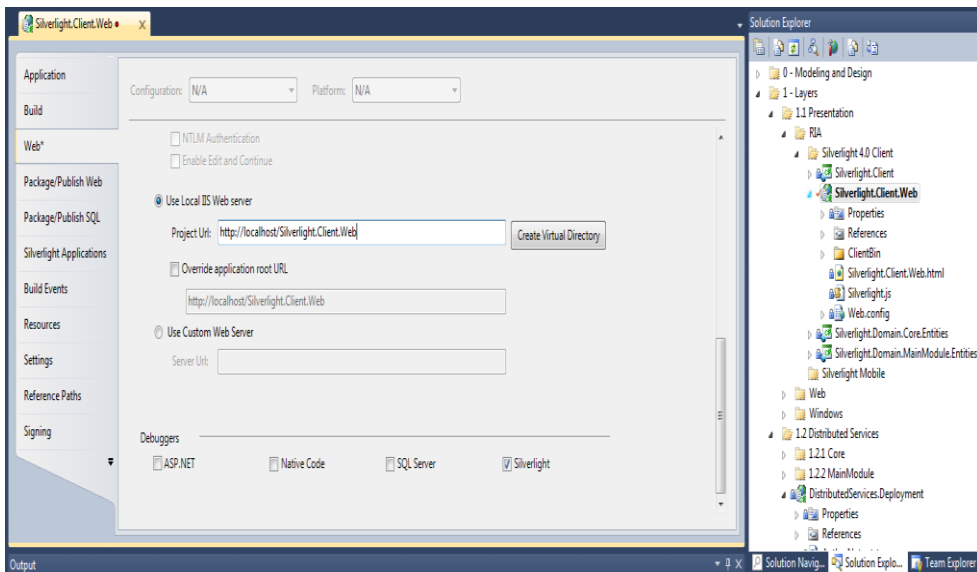 Silverlight.Client.Web
Application
Build
Web*
Package/Publish Web
Package/Publish SQL
Silverlight Applications
Build Events
Resources
Settings
Reference Paths
Signing
Configuration: N/A Platform: N/A
NTLM Authentication
Enable Edit and Continue
Use Local IIS Web server
Project Url: http://localhost/Silverlight.Client.Web Create Virtual Directory
Override application root URL
http://localhost/Silverlight.Client.Web
Use Custom Web Server
Server Url:
Debuggers
ASP.NET Native Code SQL Server Silverlight
Output
Solution Explorer
0 - Modeling and Design
1 - Layers
1.1 Presentation
RIA
Silverlight 4.0 Client
Silverlight.Client
Silverlight.Client.Web
Properties
References
ClientBin
Silverlight.Client.Web.html
Silverlight.js
Web.config
Silverlight.Domain.Core.Entities
Silverlight.Domain.MainModule.Entities
Silverlight Mobile
Web
Windows
1.2 Distributed Services
1.2.1 Core
1.2.2 MainModule
DistributedServices.Deployment
Properties
References
Solution Navig... Solution Explo... Team Explorer